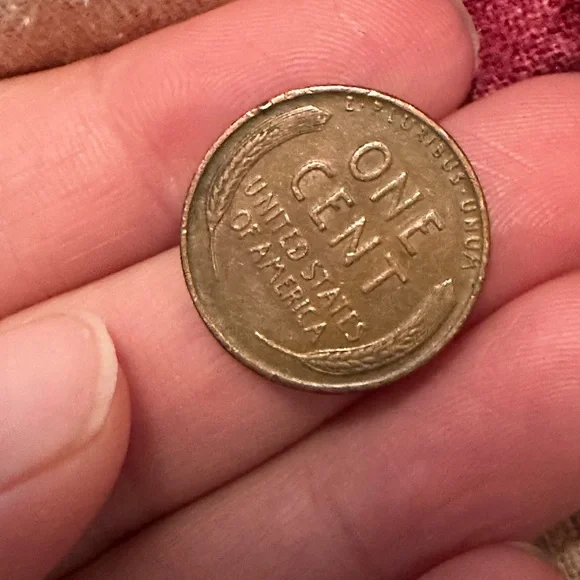 E·PLURIBUS·UNUM
ONE
CENT
UNITED STATES
OF AMERICA